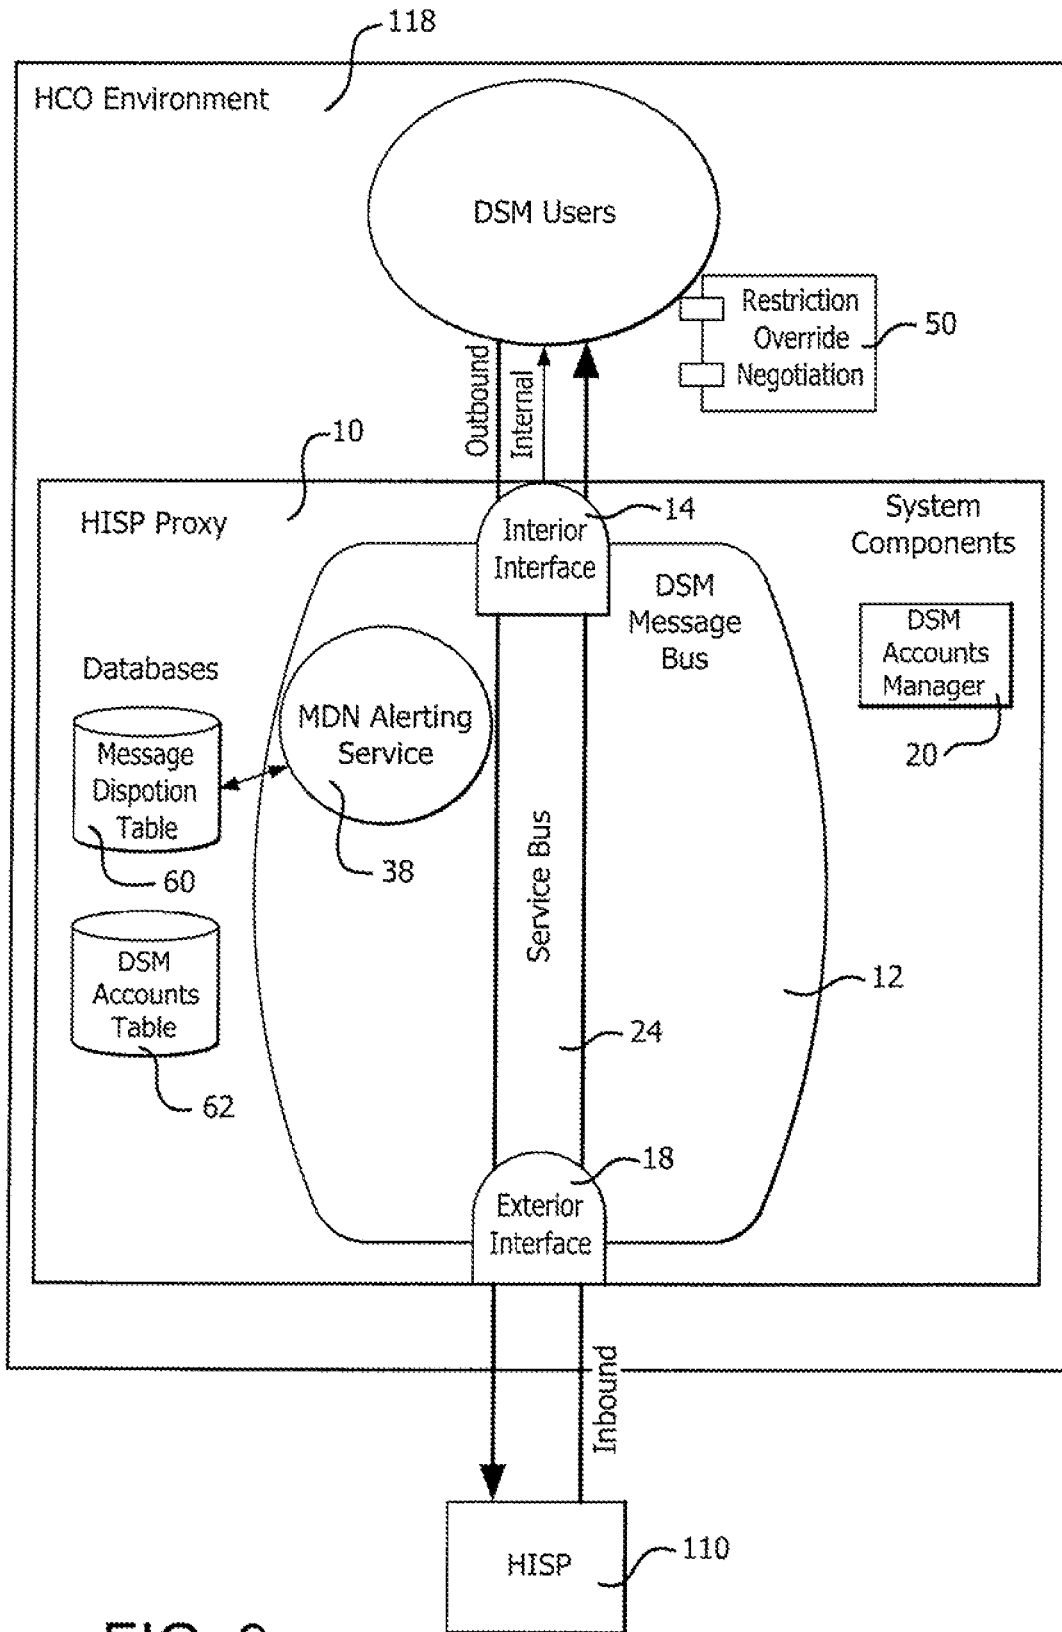 118
HCO Environment
DSM Users
Restriction
Override
Negotiation
50
Outbound
Internal
10
HISP Proxy
14
Interior
Interface
System
Components
DSM
Message
Bus
DSM
Accounts
Manager
20
Databases
MDN Alerting
Service
Message
Dispotion
Table
60
38
Service Bus
DSM
Accounts
Table
62
12
24
18
Exterior
Interface
Inbound
HISP
110